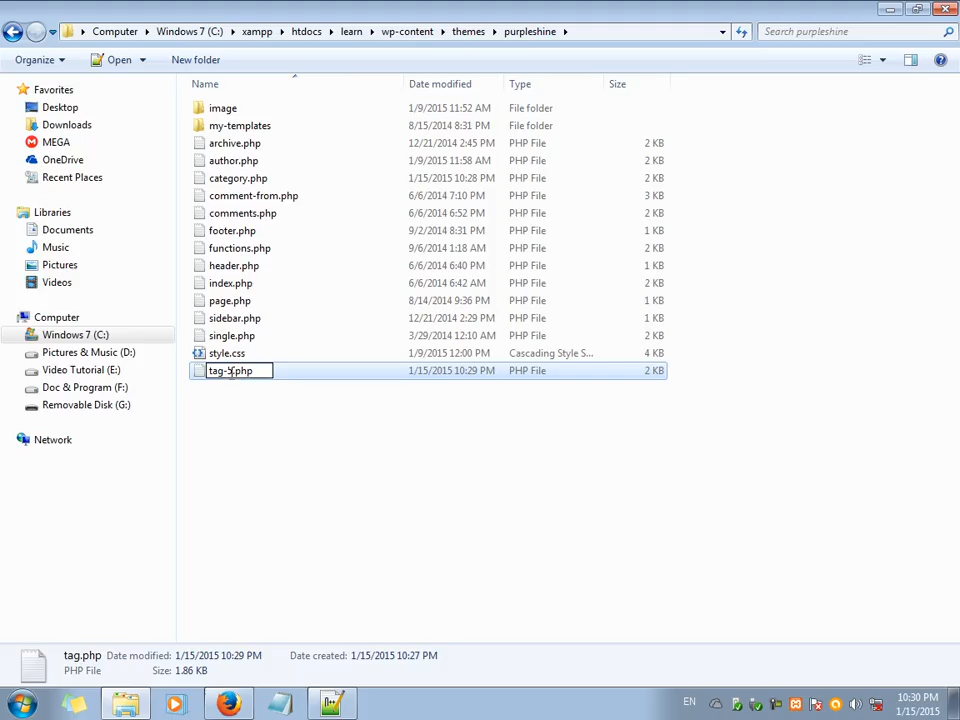 Computer Windows 7 (C:) xampp htdocs learn wp-content themes purpleshine Search purpleshine
Organize Open New folder
Name Date modified Type Size
Favorites
Desktop
Downloads
MEGA
OneDrive
Recent Places
Libraries
Documents
Music
Pictures
Videos
Computer
Windows 7 (C:)
Pictures & Music (D:)
Video Tutorial (E:)
Doc & Program (F:)
Removable Disk (G:)
Network
image 1/9/2015 11:52 AM File folder
my-templates 8/15/2014 8:31 PM File folder
archive.php 12/21/2014 2:45 PM PHP File 2 KB
author.php 1/9/2015 11:58 AM PHP File 2 KB
category.php 1/15/2015 10:28 PM PHP File 2 KB
comment-from.php 6/6/2014 7:10 PM PHP File 3 KB
comments.php 6/6/2014 6:52 PM PHP File 2 KB
footer.php 9/2/2014 8:31 PM PHP File 1 KB
functions.php 9/6/2014 1:18 AM PHP File 2 KB
header.php 6/6/2014 6:40 PM PHP File 1 KB
index.php 6/6/2014 6:42 AM PHP File 2 KB
page.php 8/14/2014 9:36 PM PHP File 2 KB
sidebar.php 12/21/2014 2:29 PM PHP File 1 KB
single.php 3/29/2014 12:10 AM PHP File 2 KB
style.css 1/9/2015 12:00 PM Cascading Style S... 4 KB
1/15/2015 10:29 PM PHP File 2 KB
tag.php Date modified: 1/15/2015 10:29 PM Date created: 1/15/2015 10:27 PM
PHP File Size: 1.86 KB
EN 10:30 PM
1/15/2015